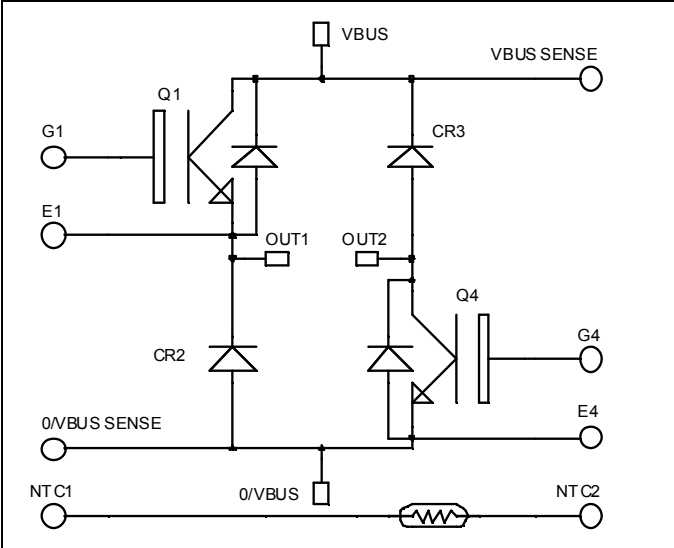 VBUS
VBUS SENSE
Q1
G1
CR3
E1
OUT1
OUT2
Q4
G4
CR2
E4
0/VBUS SENSE
NTC1
0/VBUS
NTC2